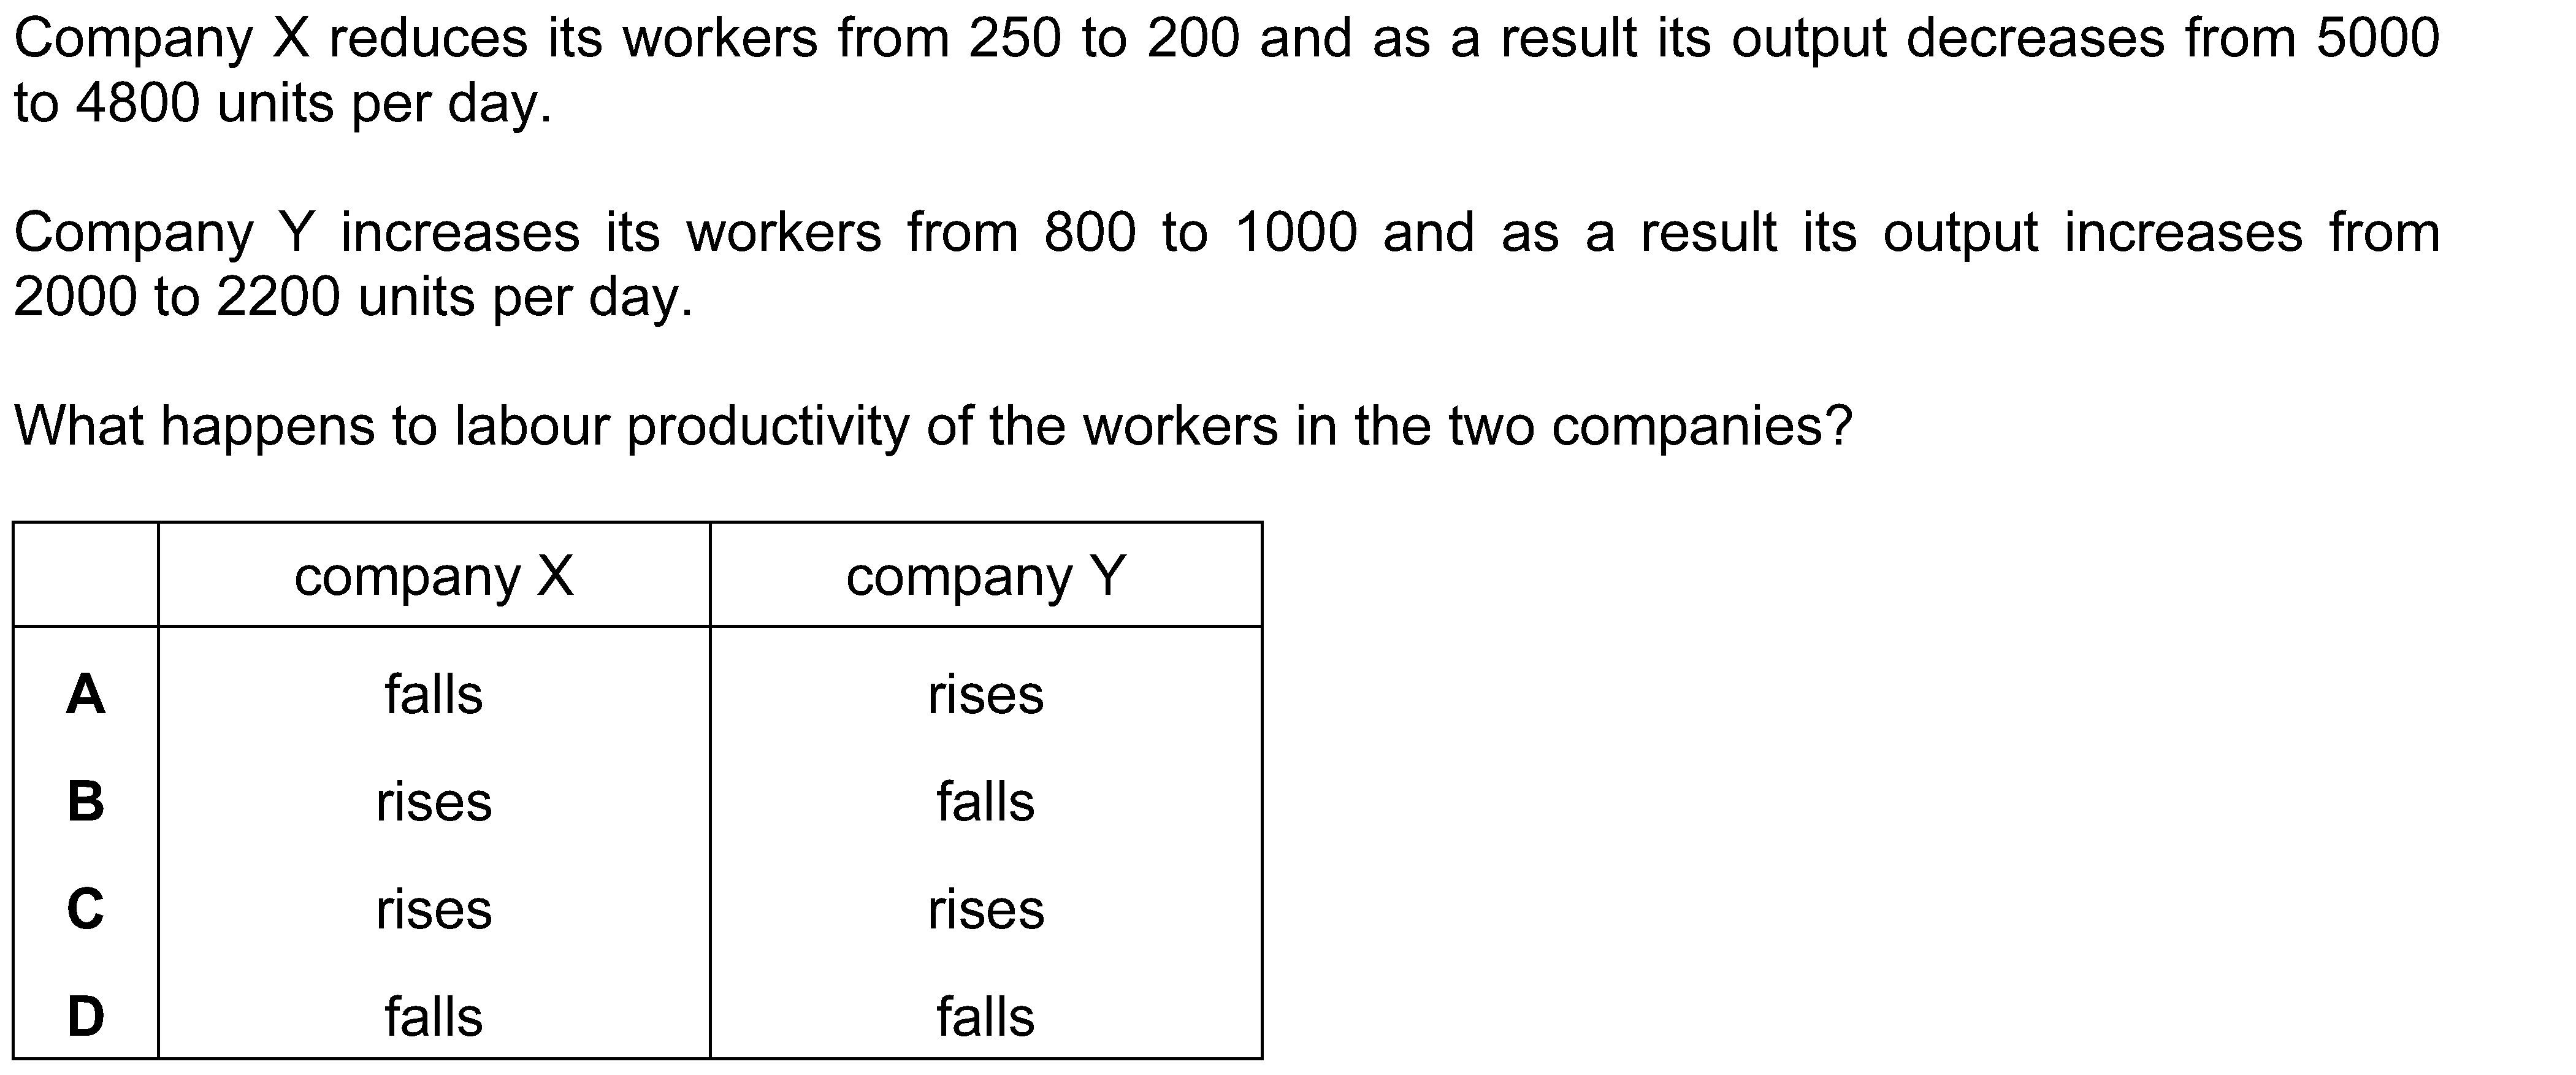 Company X reduces its workers from 250 to 200 and as a result its output decreases from 5000
to 4800 units per day.
Company Y increases its workers from 800 to 1000 and as a result its output increases from
2000 to 2200 units per day.
What happens to labour productivity of the workers in the two companies?
company X company Y
A falls rises
B rises falls
C rises rises
D falls falls